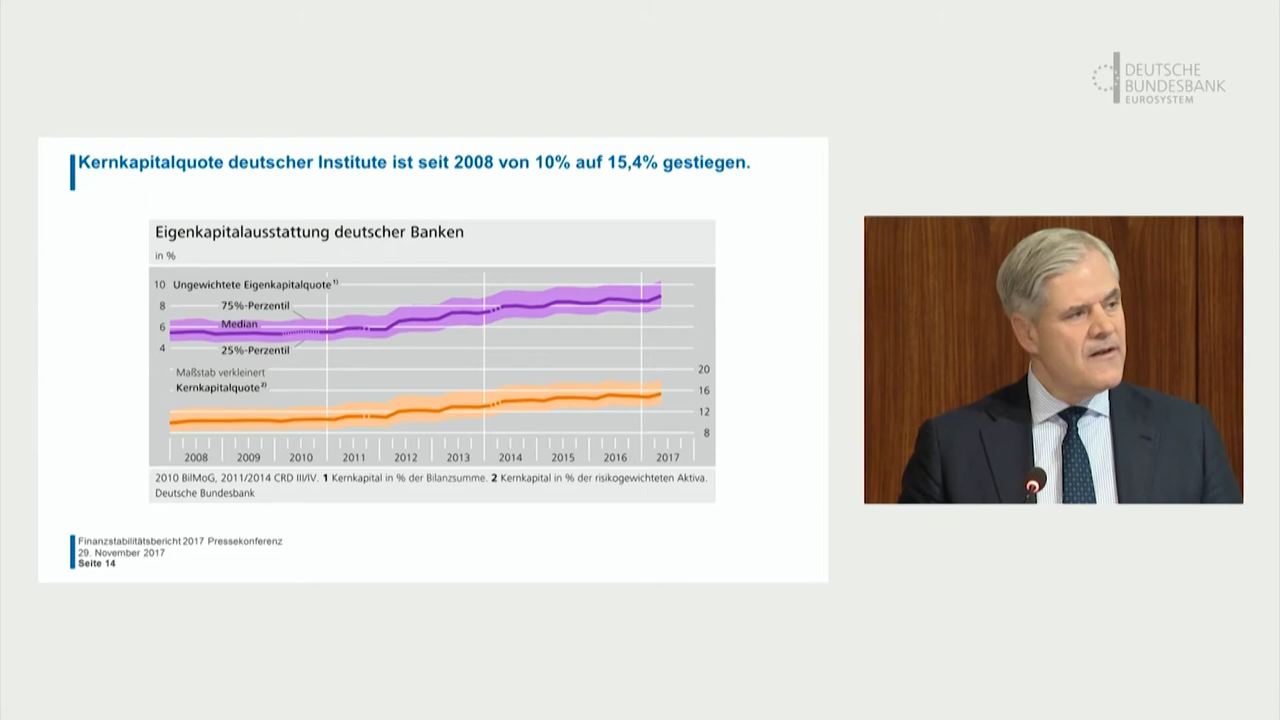 DEUTSCHE
BUNDESBANK
EUROSYSTEM
Kernkapitalquote deutscher Institute ist seit 2008 von 10% auf 15,4% gestiegen.
Eigenkapitalausstattung deutscher Banken
in %
10 Ungewichtete Eigenkapitalquote 1)
8 75%-Perzentil
6 Median
4 25%-Perzentil
Maßstab verkleinert 20
Kernkapitalquote 2) 16
12
8
2008 2009 2010 2011 2012 2013 2014 2015 2016 2017
2010 BilMoG, 2011/2014 CRD III/IV. 1 Kernkapital in % der Bilanzsumme. 2 Kernkapital in % der risikogewichteten Aktiva.
Deutsche Bundesbank
Finanzstabilitätsbericht 2017 Pressekonferenz
29. November 2017
Seite 14